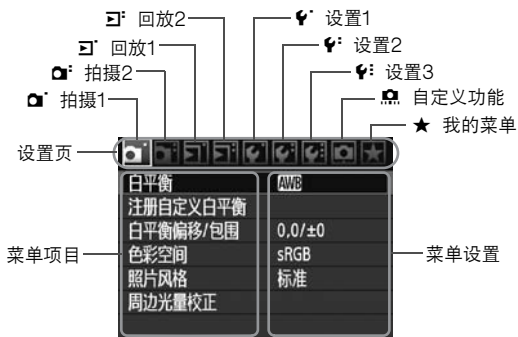 回放2
设置1
回放1
设置2
拍摄2
设置3
拍摄1
自定义功能
★ 我的菜单
设置页
白平衡 AWB
注册自定义白平衡
白平衡偏移/包围 0,0/±0
菜单项目
色彩空间 sRGB
菜单设置
照片风格 标准
周边光量校正